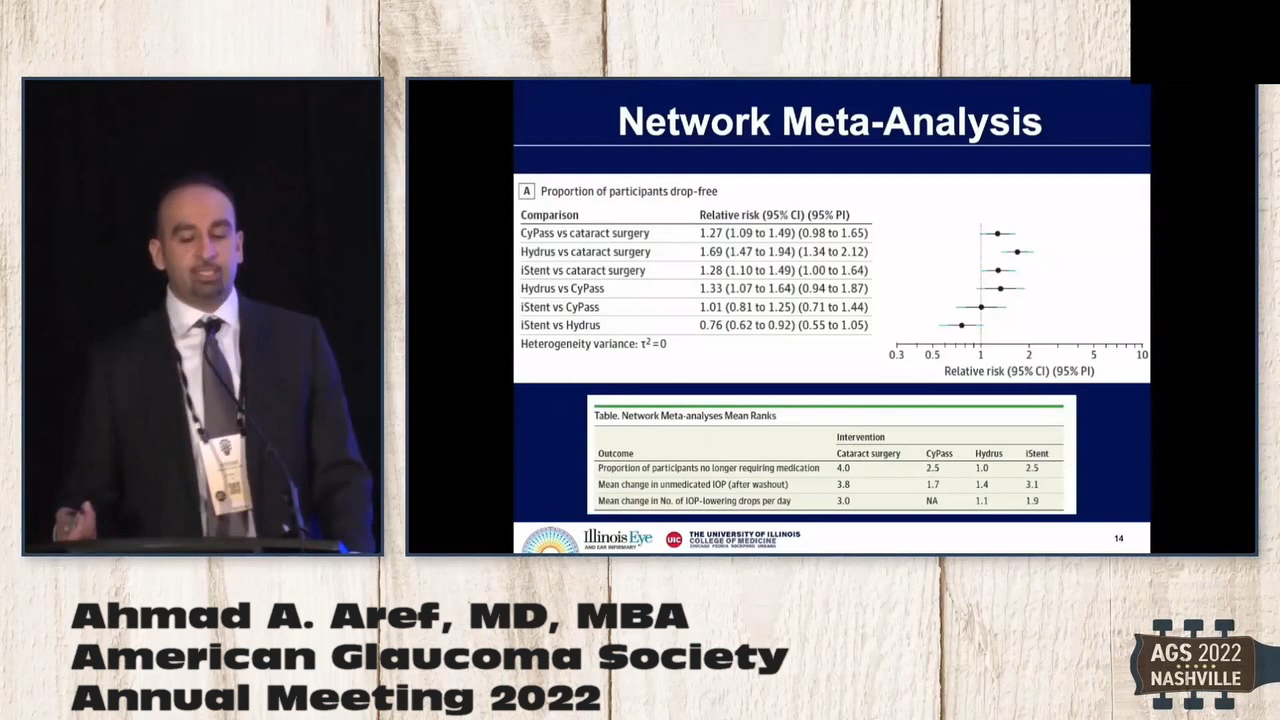 Network Meta-Analysis
A Proportion of participants drop-free
Comparison Relative risk (95% CI) (95% PI)
CyPass vs cataract surgery 1.27 (1.09 to 1.49) (0.98 to 1.65)
Hydrus vs cataract surgery 1.69 (1.47 to 1.94) (1.34 to 2.12)
iStent vs cataract surgery 1.28 (1.10 to 1.49) (1.00 to 1.64)
Hydrus vs CyPass 1.33 (1.07 to 1.64) (0.94 to 1.87)
iStent vs CyPass 1.01 (0.81 to 1.25) (0.71 to 1.44)
iStent vs Hydrus 0.76 (0.62 to 0.92) (0.55 to 1.05)
Heterogeneity variance: τ²=0
0.3 0.5 1 2 5 10
Relative risk (95% CI) (95% PI)
Table. Network Meta-analyses Mean Ranks
Intervention
Outcome Cataract surgery CyPass Hydrus iStent
Proportion of participants no longer requiring medication 4.0 2.5 1.0 2.5
Mean change in unmedicated IOP (after washout) 3.8 1.7 1.4 3.1
Mean change in No. of IOP-lowering drops per day 3.0 NA 1.1 1.9
Illinois Eye
AND EAR INFIRMARY
UIC
THE UNIVERSITY OF ILLINOIS
COLLEGE OF MEDICINE
CHICAGO PEORIA ROCKFORD URBANA
14
Ahmad A. Aref, MD, MBA
American Glaucoma Society
Annual Meeting 2022
AGS 2022
NASHVILLE